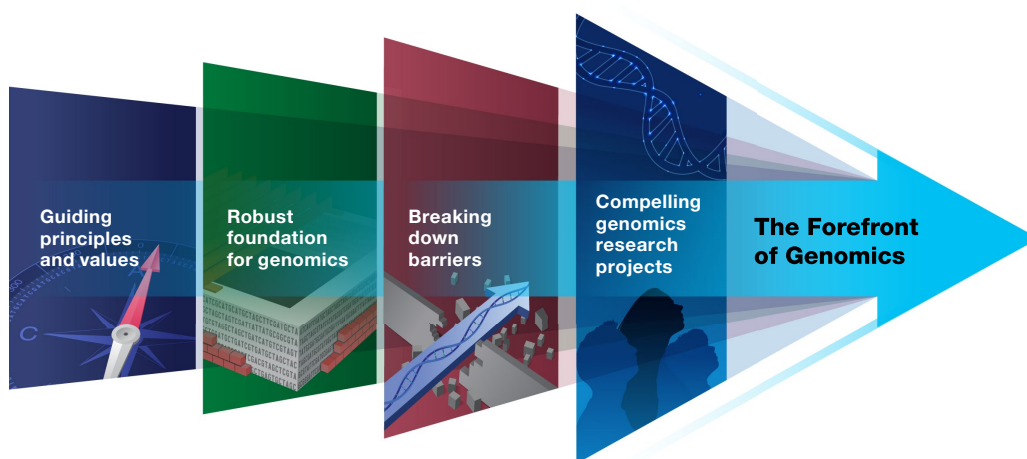 Guiding
principles
and values
Robust
foundation
for genomics
Breaking
down
barriers
Compelling
genomics
research
projects
The Forefront
of Genomics
C